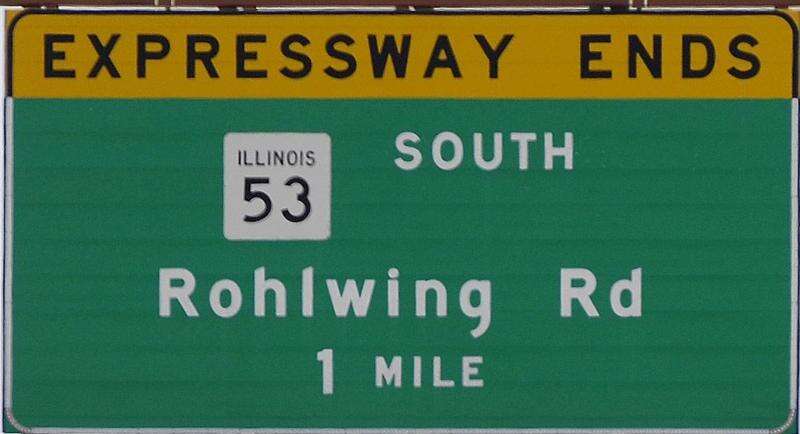 EXPRESSWAY ENDS
SOUTH
ILLINOIS
53
Rohlwing Rd
1 MILE